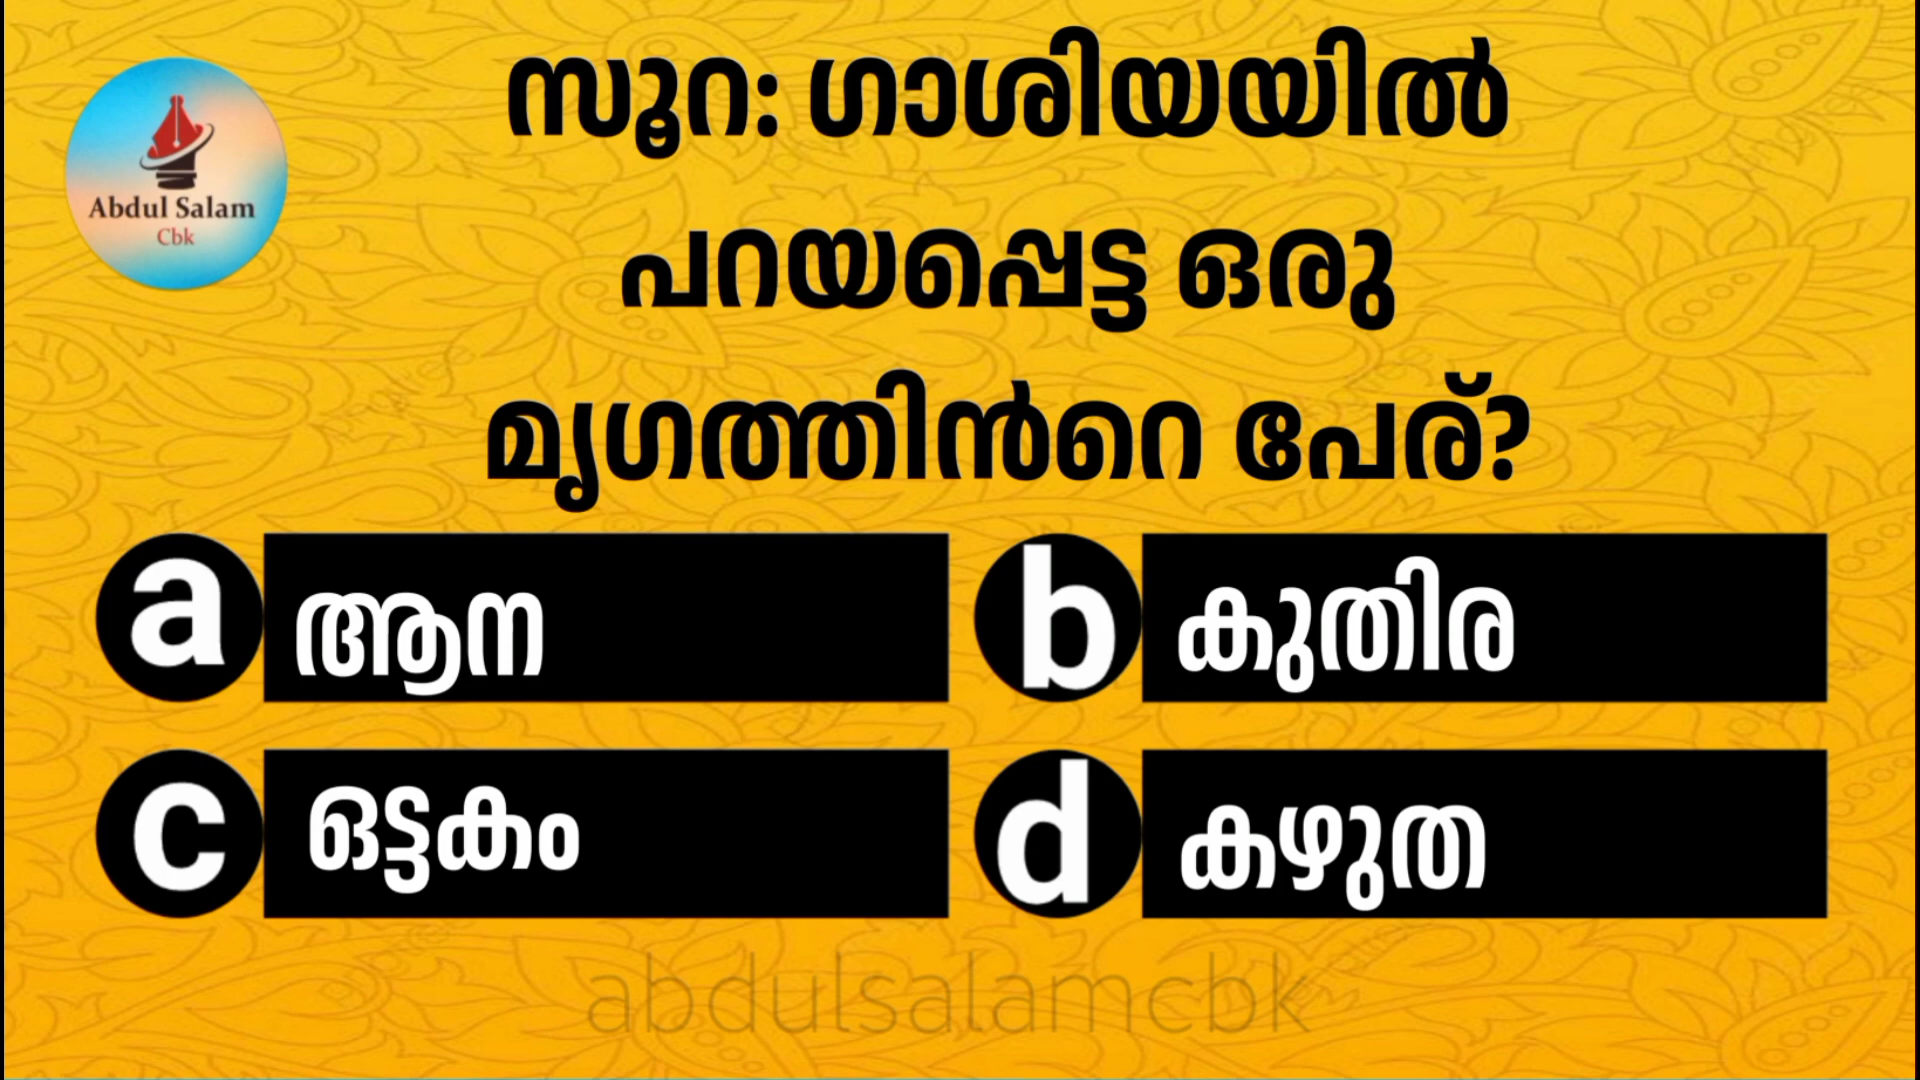 സൂറ: ഗാശിയയിൽ
Abdul Salam
Cbk
പറയപ്പെട്ട ഒരു
മൃഗത്തിൻറെ പേര്?
a ആന
b കുതിര
c ഒട്ടകം
d കഴുത
abdulsalamcbk